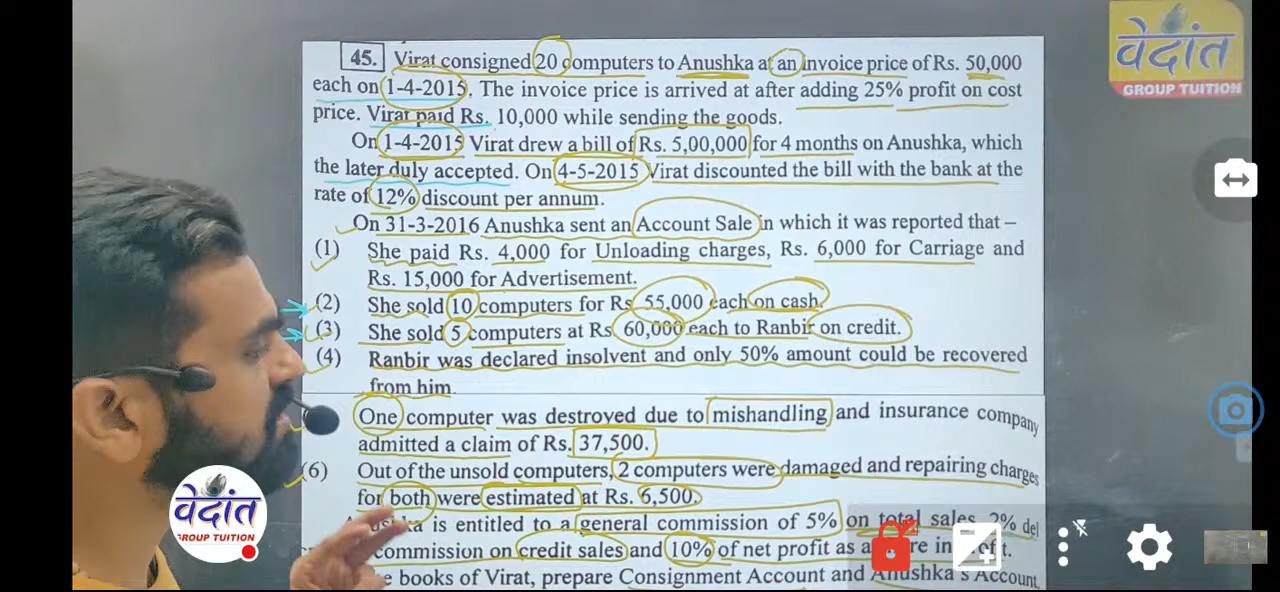 वेदांत
GROUP TUITION
45. Virat consigned 20 computers to Anushka at an invoice price of Rs. 50,000
each on 1-4-2015. The invoice price is arrived at after adding 25% profit on cost
price. Virat paid Rs. 10,000 while sending the goods.
On 1-4-2015 Virat drew a bill of Rs. 5,00,000 for 4 months on Anushka, which
the later duly accepted. On 4-5-2015 Virat discounted the bill with the bank at the
rate of 12% discount per annum.
On 31-3-2016 Anushka sent an Account Sale in which it was reported that –
(1) She paid Rs. 4,000 for Unloading charges, Rs. 6,000 for Carriage and
Rs. 15,000 for Advertisement.
(2) She sold 10 computers for Rs 55,000 each on cash.
(3) She sold 5 computers at Rs 60,000 each to Ranbir on credit.
(4) Ranbir was declared insolvent and only 50% amount could be recovered
from him.
One computer was destroyed due to mishandling and insurance company
admitted a claim of Rs. 37,500.
(6) Out of the unsold computers, 2 computers were damaged and repairing charges
for both were estimated at Rs. 6,500.
is entitled to a general commission of 5% on total sales, 2% del
commission on credit sales and 10% of net profit as
books of Virat, prepare Consignment Account and Anushka's Account.
वेदांत
GROUP TUITION